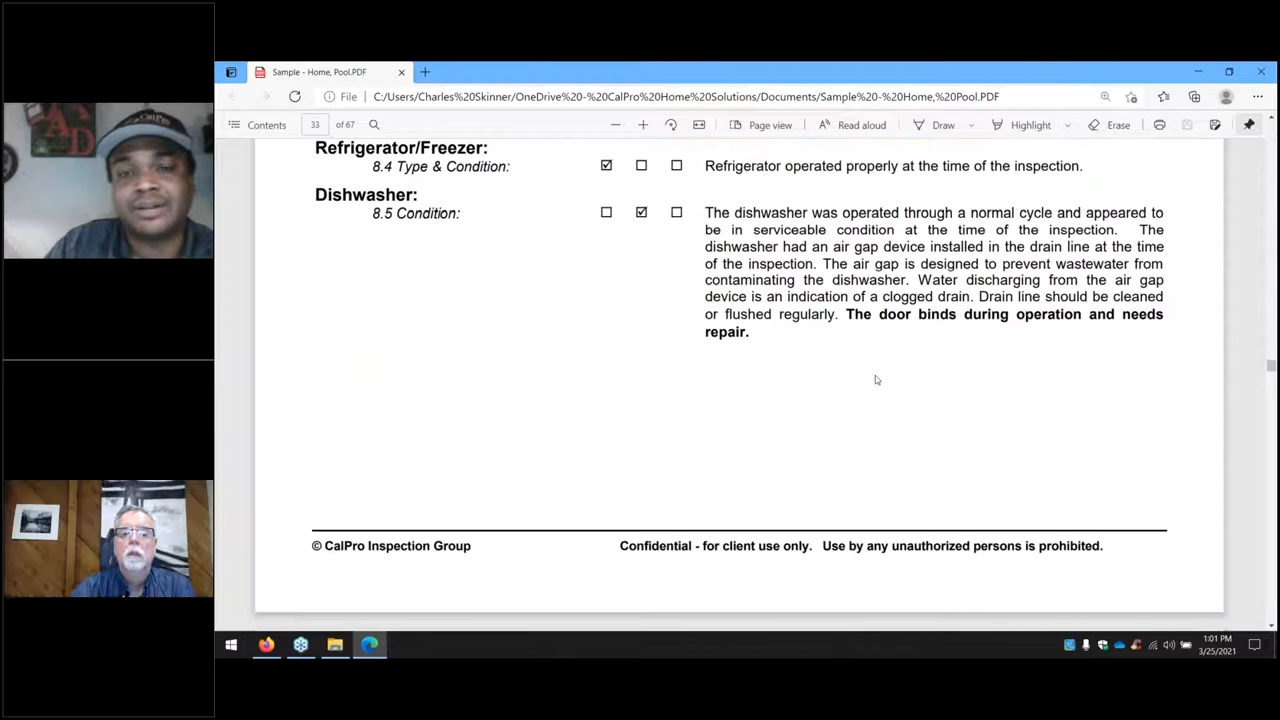 Sample - Home, Pool.PDF
File C:/Users/Charles%20Skinner/OneDrive%20-%20CalPro%20Home%20Solutions/Documents/Sample%20-%20Home,%20Pool.PDF
Contents 33 of 67 Page view Read aloud Draw Highlight Erase
Refrigerator/Freezer:
8.4 Type & Condition: Refrigerator operated properly at the time of the inspection.
Dishwasher:
8.5 Condition: The dishwasher was operated through a normal cycle and appeared to
be in serviceable condition at the time of the inspection. The
dishwasher had an air gap device installed in the drain line at the time
of the inspection. The air gap is designed to prevent wastewater from
contaminating the dishwasher. Water discharging from the air gap
device is an indication of a clogged drain. Drain line should be cleaned
or flushed regularly. The door binds during operation and needs
repair.
© CalPro Inspection Group Confidential - for client use only. Use by any unauthorized persons is prohibited.
1:01 PM
3/25/2021